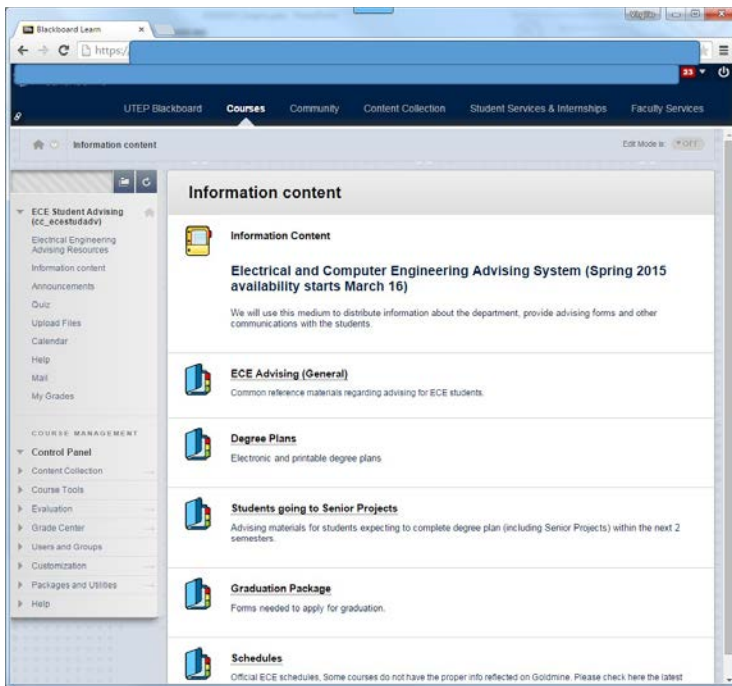 Blackboard Learn
https:/
33
UTEP Blackboard Courses Community Content Collection Student Services & Internships Faculty Services
Information content
Edit Mode is: OFF
ECE Student Advising
(cc_ecestudadv)
Electrical Engineering
Advising Resources
Information content
Announcements
Quiz
Upload Files
Calendar
Help
Mail
My Grades
COURSE MANAGEMENT
Control Panel
Content Collection
Course Tools
Evaluation
Grade Center
Users and Groups
Customization
Packages and Utilities
Help
Information content
Information Content
Electrical and Computer Engineering Advising System (Spring 2015
availability starts March 16)
We will use this medium to distribute information about the department, provide advising forms and other
communications with the students.
ECE Advising (General)
Common reference materials regarding advising for ECE students.
Degree Plans
Electronic and printable degree plans
Students going to Senior Projects
Advising materials for students expecting to complete degree plan (including Senior Projects) within the next 2
semesters.
Graduation Package
Forms needed to apply for graduation.
Schedules
Official ECE schedules, Some courses do not have the proper info reflected on Goldmine. Please check here the latest